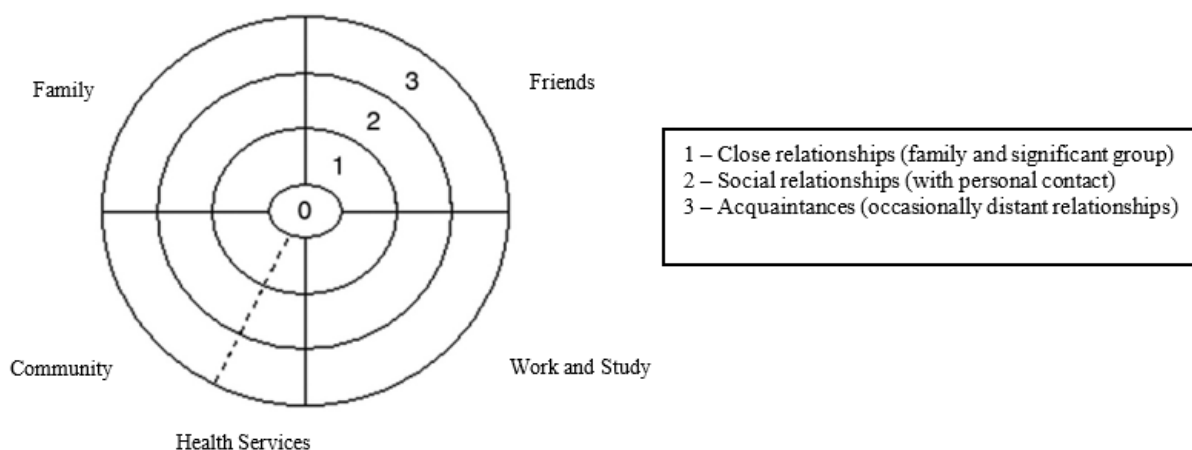 Family
Friends
3
2
1
0
1 – Close relationships (family and significant group)
2 – Social relationships (with personal contact)
3 – Acquaintances (occasionally distant relationships)
Community
Work and Study
Health Services